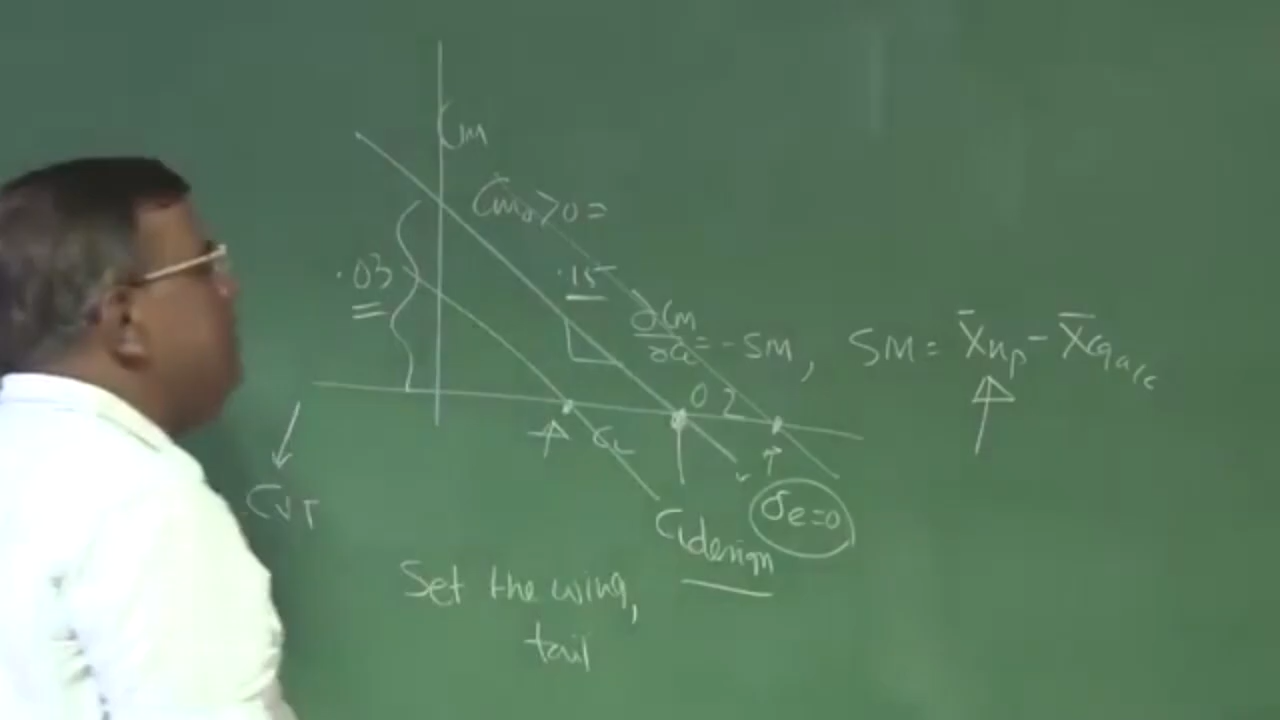 Cm
Cm₀ > 0 =
.03
.15
∂Cm/∂CL = -SM, SM = X̄np - X̄cg a/c
0.2
CL
CVT
CL design
δe=0
Set the wing,
tail